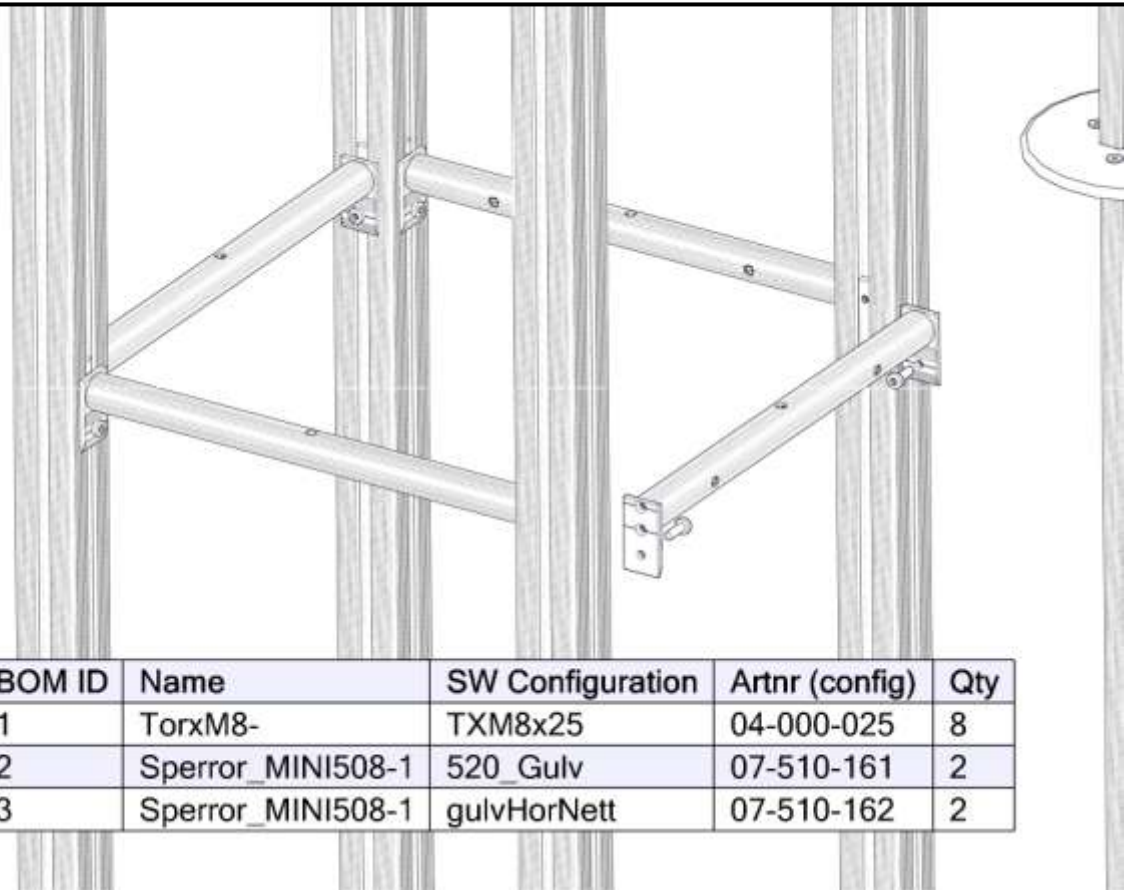 BOM ID Name SW Configuration Artnr (config) Qty
1 TorxM8- TXM8x25 04-000-025 8
2 Sperror_MINI508-1 520_Gulv 07-510-161 2
3 Sperror_MINI508-1 gulvHorNett 07-510-162 2